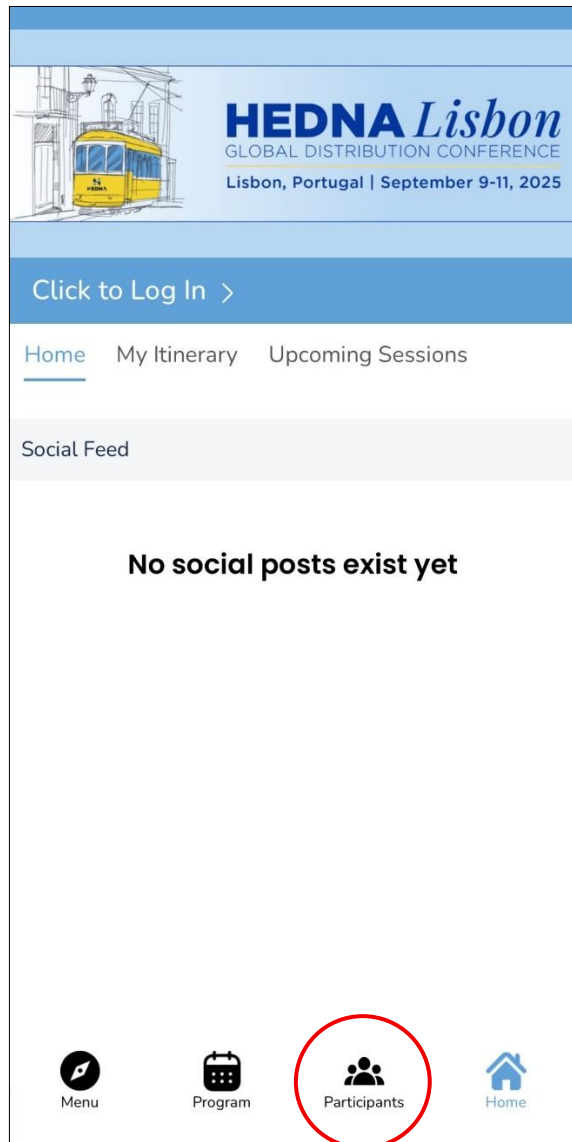 HEDNA Lisbon
GLOBAL DISTRIBUTION CONFERENCE
Lisbon, Portugal | September 9-11, 2025
HEDNA
Click to Log In >
Home My Itinerary Upcoming Sessions
Social Feed
No social posts exist yet
Menu Program Participants Home